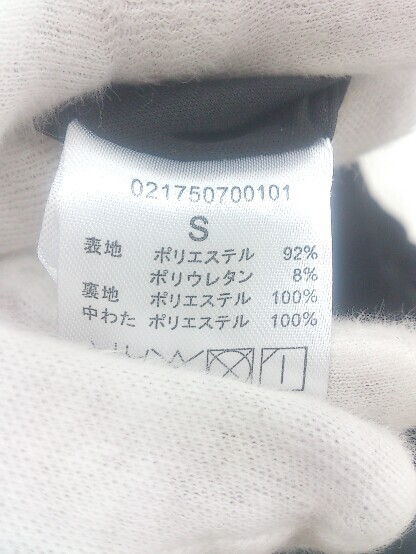 021750700101
S
表地 ポリエステル 92%
ポリウレタン 8%
裏地 ポリエステル 100%
中わた ポリエステル 100%